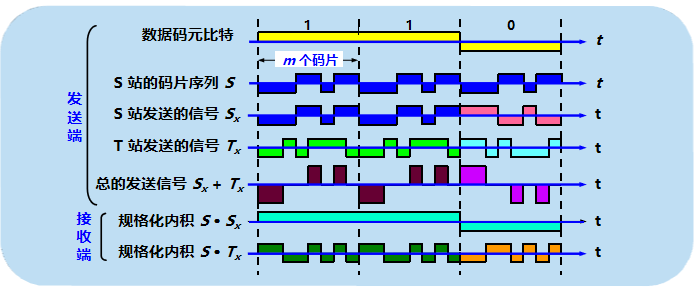 1 1 0
数据码元比特 t
m 个码片
S 站的码片序列 S t
S 站发送的信号 Sx t
T 站发送的信号 Tx t
总的发送信号 Sx + Tx t
规格化内积 S • Sx t
规格化内积 S • Tx t
发送端
接收端